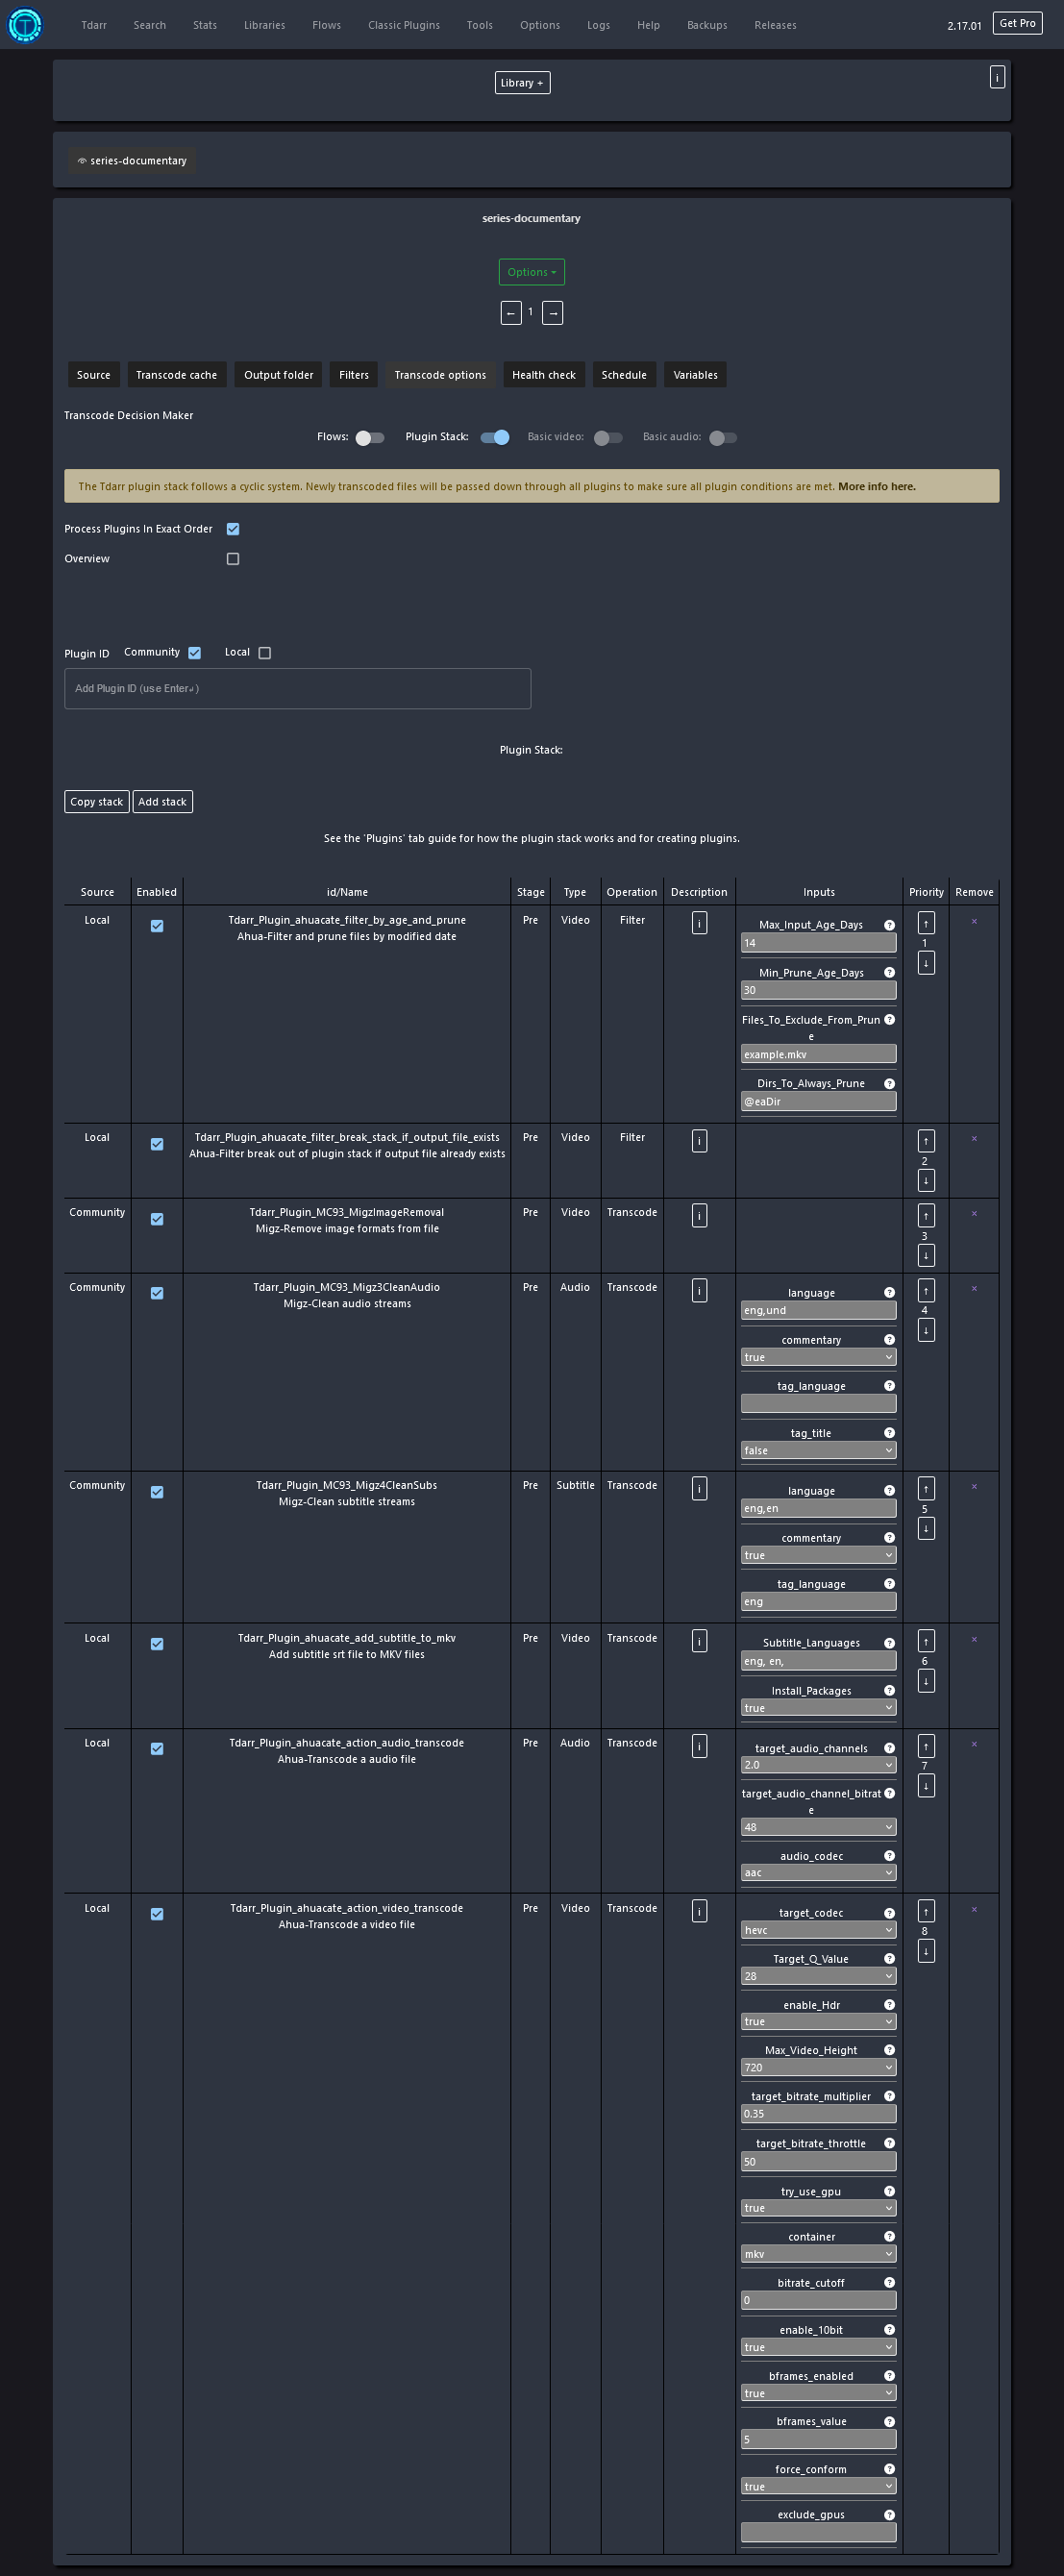 Tdarr Search Stats Libraries Flows Classic Plugins Tools Options Logs Help Backups Releases 2.17.01 Get Pro
Library + i
series-documentary
series-documentary
Options
← 1 →
Source Transcode cache Output folder Filters Transcode options Health check Schedule Variables
Transcode Decision Maker
Flows: Plugin Stack: Basic video: Basic audio:
The Tdarr plugin stack follows a cyclic system. Newly transcoded files will be passed down through all plugins to make sure all plugin conditions are met. More info here.
Process Plugins In Exact Order
Overview
Plugin ID Community Local
Add Plugin ID (use Enter↲)
Plugin Stack:
Copy stack Add stack
See the 'Plugins' tab guide for how the plugin stack works and for creating plugins.
Source Enabled id/Name Stage Type Operation Description Inputs Priority Remove
Local Tdarr_Plugin_ahuacate_filter_by_age_and_prune Pre Video Filter i ↑ ×
Ahua-Filter and prune files by modified date
Max_Input_Age_Days ?
14
1
↓
Min_Prune_Age_Days ?
30
Files_To_Exclude_From_Prun ?
e
example.mkv
Dirs_To_Always_Prune ?
@eaDir
Local Tdarr_Plugin_ahuacate_filter_break_stack_if_output_file_exists Pre Video Filter i ↑ ×
Ahua-Filter break out of plugin stack if output file already exists
2
↓
Community Tdarr_Plugin_MC93_MigzImageRemoval Pre Video Transcode i ↑ ×
Migz-Remove image formats from file
3
↓
Community Tdarr_Plugin_MC93_Migz3CleanAudio Pre Audio Transcode i ↑ ×
Migz-Clean audio streams
language ?
eng,und
4
↓
commentary ?
true
tag_language ?
tag_title ?
false
Community Tdarr_Plugin_MC93_Migz4CleanSubs Pre Subtitle Transcode i ↑ ×
Migz-Clean subtitle streams
language ?
eng,en
5
↓
commentary ?
true
tag_language ?
eng
Local Tdarr_Plugin_ahuacate_add_subtitle_to_mkv Pre Video Transcode i ↑ ×
Add subtitle srt file to MKV files
Subtitle_Languages ?
eng, en,
6
↓
Install_Packages ?
true
Local Tdarr_Plugin_ahuacate_action_audio_transcode Pre Audio Transcode i ↑ ×
Ahua-Transcode a audio file
target_audio_channels ?
2.0
7
↓
target_audio_channel_bitrat ?
e
48
audio_codec ?
aac
Local Tdarr_Plugin_ahuacate_action_video_transcode Pre Video Transcode i ↑ ×
Ahua-Transcode a video file
target_codec ?
hevc
8
↓
Target_Q_Value ?
28
enable_Hdr ?
true
Max_Video_Height ?
720
target_bitrate_multiplier ?
0.35
target_bitrate_throttle ?
50
try_use_gpu ?
true
container ?
mkv
bitrate_cutoff ?
0
enable_10bit ?
true
bframes_enabled ?
true
bframes_value ?
5
force_conform ?
true
exclude_gpus ?